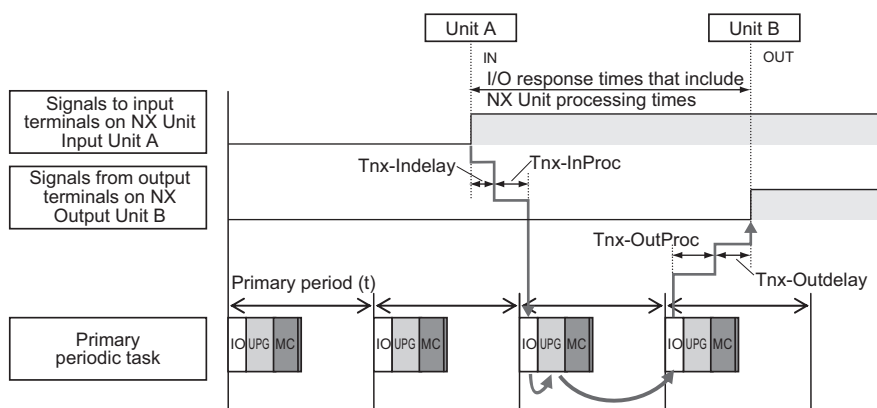 Unit A
Unit B
IN
OUT
I/O response times that include
NX Unit processing times
Signals to input
terminals on NX Unit
Input Unit A
Tnx-Indelay
Tnx-InProc
Signals from output
terminals on NX
Output Unit B
Tnx-OutProc
Tnx-Outdelay
Primary period (t)
Primary
periodic task
IO UPG MC
IO UPG MC
IO UPG MC
IO UPG MC